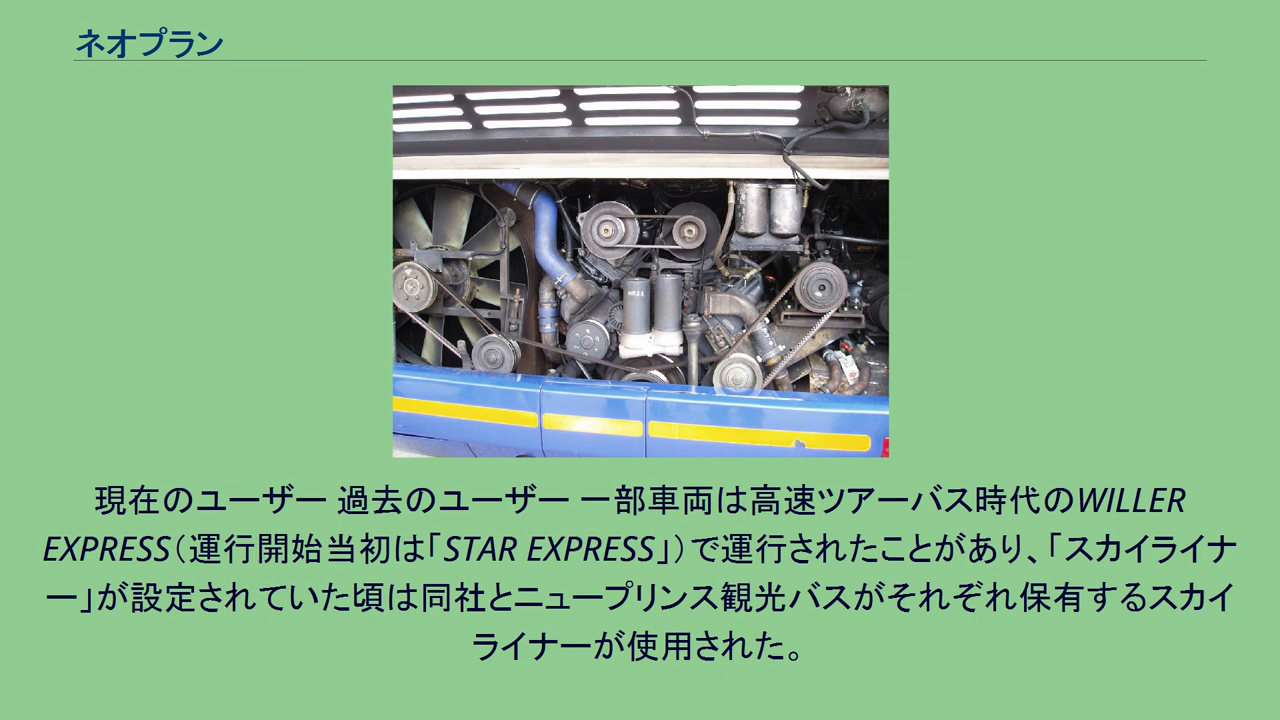 ネオプラン
現在のユーザー 過去のユーザー 一部車両は高速ツアーバス時代のWILLER
EXPRESS（運行開始当初は「STAR EXPRESS」）で運行されたことがあり、「スカイライナ
ー」が設定されていた頃は同社とニュープリンス観光バスがそれぞれ保有するスカイ
ライナーが使用された。